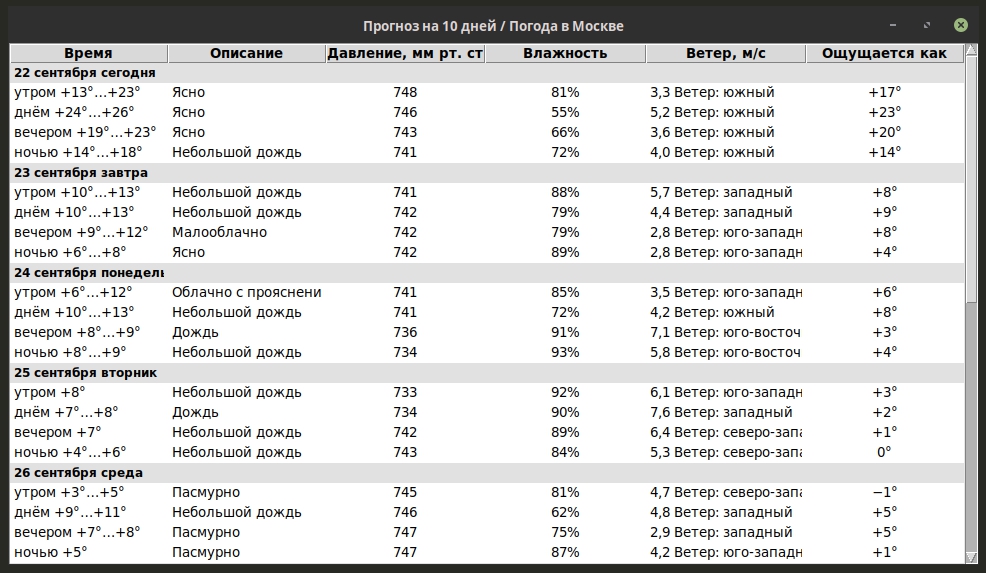 Прогноз на 10 дней / Погода в Москве
Время Описание Давление, мм рт. ст Влажность Ветер, м/с Ощущается как
22 сентября сегодня
утром +13°...+23° Ясно 748 81% 3,3 Ветер: южный +17°
днём +24°...+26° Ясно 746 55% 5,2 Ветер: южный +23°
вечером +19°...+23° Ясно 743 66% 3,6 Ветер: южный +20°
ночью +14°...+18° Небольшой дождь 741 72% 4,0 Ветер: южный +14°
23 сентября завтра
утром +10°...+13° Небольшой дождь 741 88% 5,7 Ветер: западный +8°
днём +10°...+13° Небольшой дождь 742 79% 4,4 Ветер: западный +9°
вечером +9°...+12° Малооблачно 742 79% 2,8 Ветер: юго-западн +8°
ночью +6°...+8° Ясно 742 89% 2,8 Ветер: юго-западн +4°
24 сентября понедель
утром +6°...+12° Облачно с прояснени 741 85% 3,5 Ветер: юго-западн +6°
днём +10°...+13° Небольшой дождь 741 72% 4,2 Ветер: южный +8°
вечером +8°...+9° Дождь 736 91% 7,1 Ветер: юго-восточ +3°
ночью +8°...+9° Небольшой дождь 734 93% 5,8 Ветер: юго-восточ +4°
25 сентября вторник
утром +8° Небольшой дождь 733 92% 6,1 Ветер: юго-западн +3°
днём +7°...+8° Дождь 734 90% 7,6 Ветер: западный +2°
вечером +7° Небольшой дождь 742 89% 6,4 Ветер: северо-запа +1°
ночью +4°...+6° Небольшой дождь 743 84% 5,3 Ветер: северо-запа 0°
26 сентября среда
утром +3°...+5° Пасмурно 745 81% 4,7 Ветер: северо-запа −1°
днём +9°...+11° Небольшой дождь 746 62% 4,8 Ветер: западный +5°
вечером +7°...+8° Пасмурно 747 75% 2,9 Ветер: западный +5°
ночью +5° Пасмурно 747 87% 4,2 Ветер: юго-западн +1°